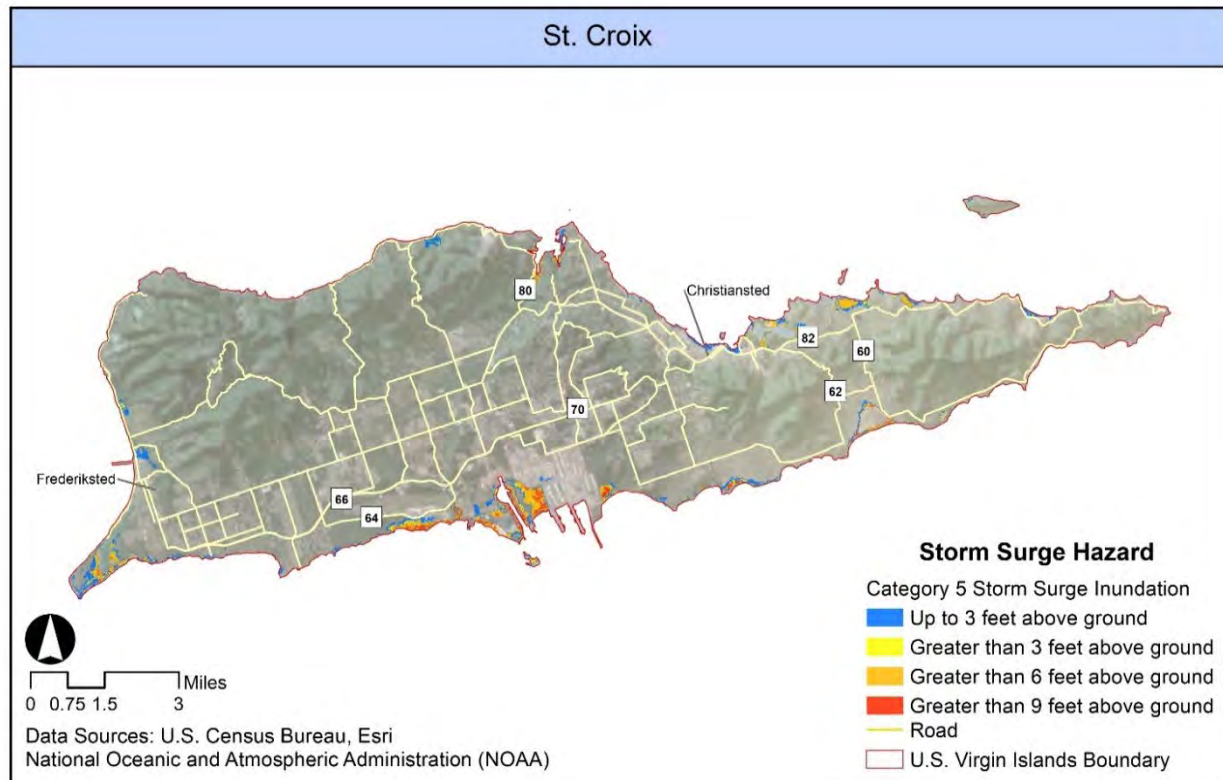 St. Croix
Christiansted
80
82
60
62
70
Frederiksted
66
64
Storm Surge Hazard
Category 5 Storm Surge Inundation
Up to 3 feet above ground
Greater than 3 feet above ground
Greater than 6 feet above ground
Greater than 9 feet above ground
Road
U.S. Virgin Islands Boundary
Miles
0 0.75 1.5 3
Data Sources: U.S. Census Bureau, Esri
National Oceanic and Atmospheric Administration (NOAA)